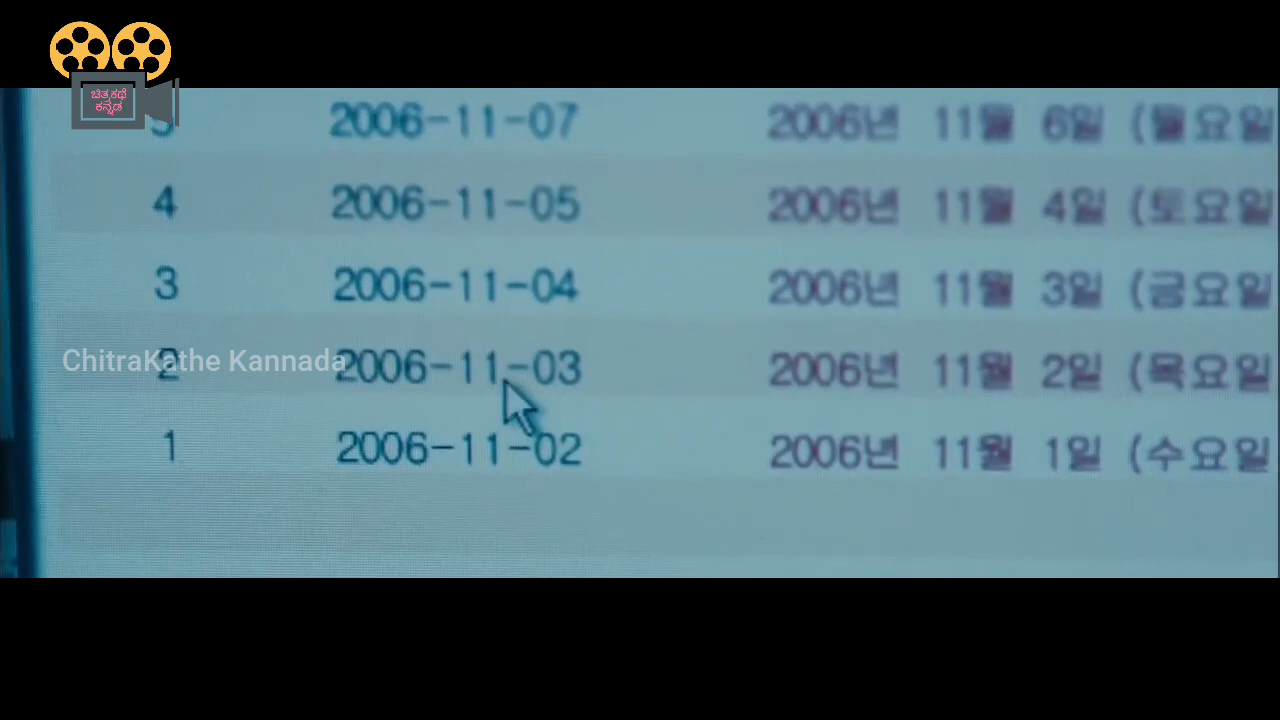 ಚಿತ್ರಕಥೆ
ಕನ್ನಡ
5 2006-11-07 2006년 11월 6일 (월요일
4 2006-11-05 2006년 11월 4일 (토요일
3 2006-11-04 2006년 11월 3일 (금요일
ChitraKathe Kannada
2 2006-11-03 2006년 11월 2일 (목요일
1 2006-11-02 2006년 11월 1일 (수요일